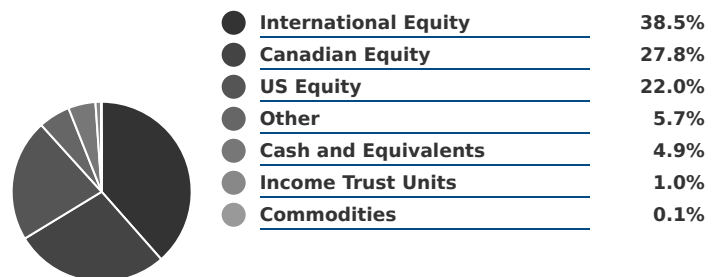 International Equity 38.5%
Canadian Equity 27.8%
US Equity 22.0%
Other 5.7%
Cash and Equivalents 4.9%
Income Trust Units 1.0%
Commodities 0.1%